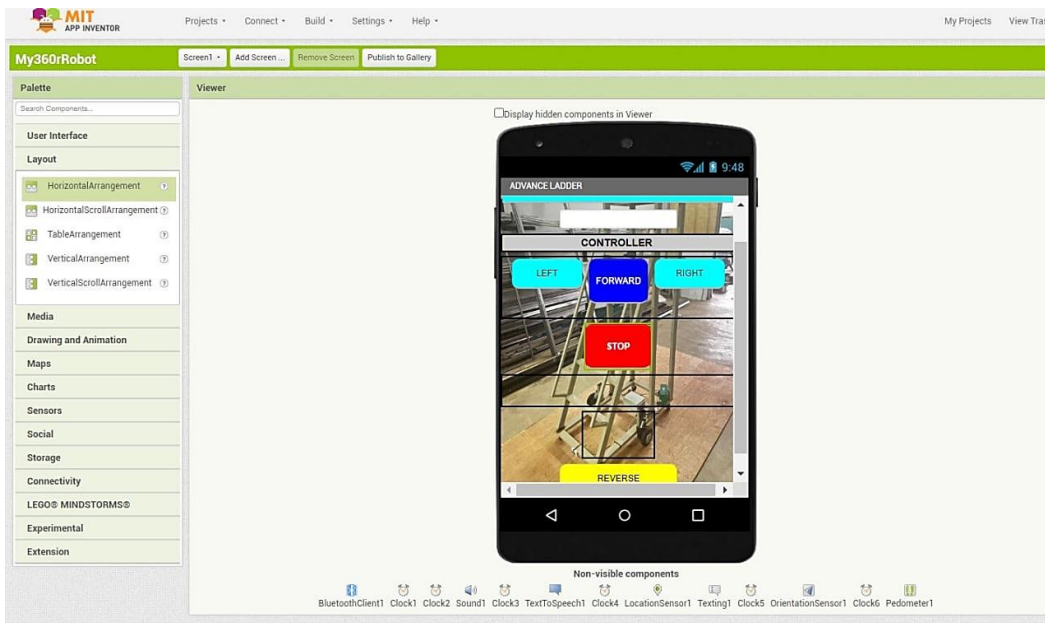 MIT
APP INVENTOR
Projects Connect Build Settings Help My Projects View Tras
My360rRobot Screen1 Add Screen ... Remove Screen Publish to Gallery
Palette Viewer
Search Components...
Display hidden components in Viewer
User Interface
Layout
HorizontalArrangement
HorizontalScrollArrangement
TableArrangement
VerticalArrangement
VerticalScrollArrangement
Media
Drawing and Animation
Maps
Charts
Sensors
Social
Storage
Connectivity
LEGO® MINDSTORMS®
Experimental
Extension
9:48
ADVANCE LADDER
CONTROLLER
LEFT FORWARD RIGHT
STOP
REVERSE
Non-visible components
BluetoothClient1 Clock1 Clock2 Sound1 Clock3 TextToSpeech1 Clock4 LocationSensor1 Texting1 Clock5 OrientationSensor1 Clock6 Pedometer1